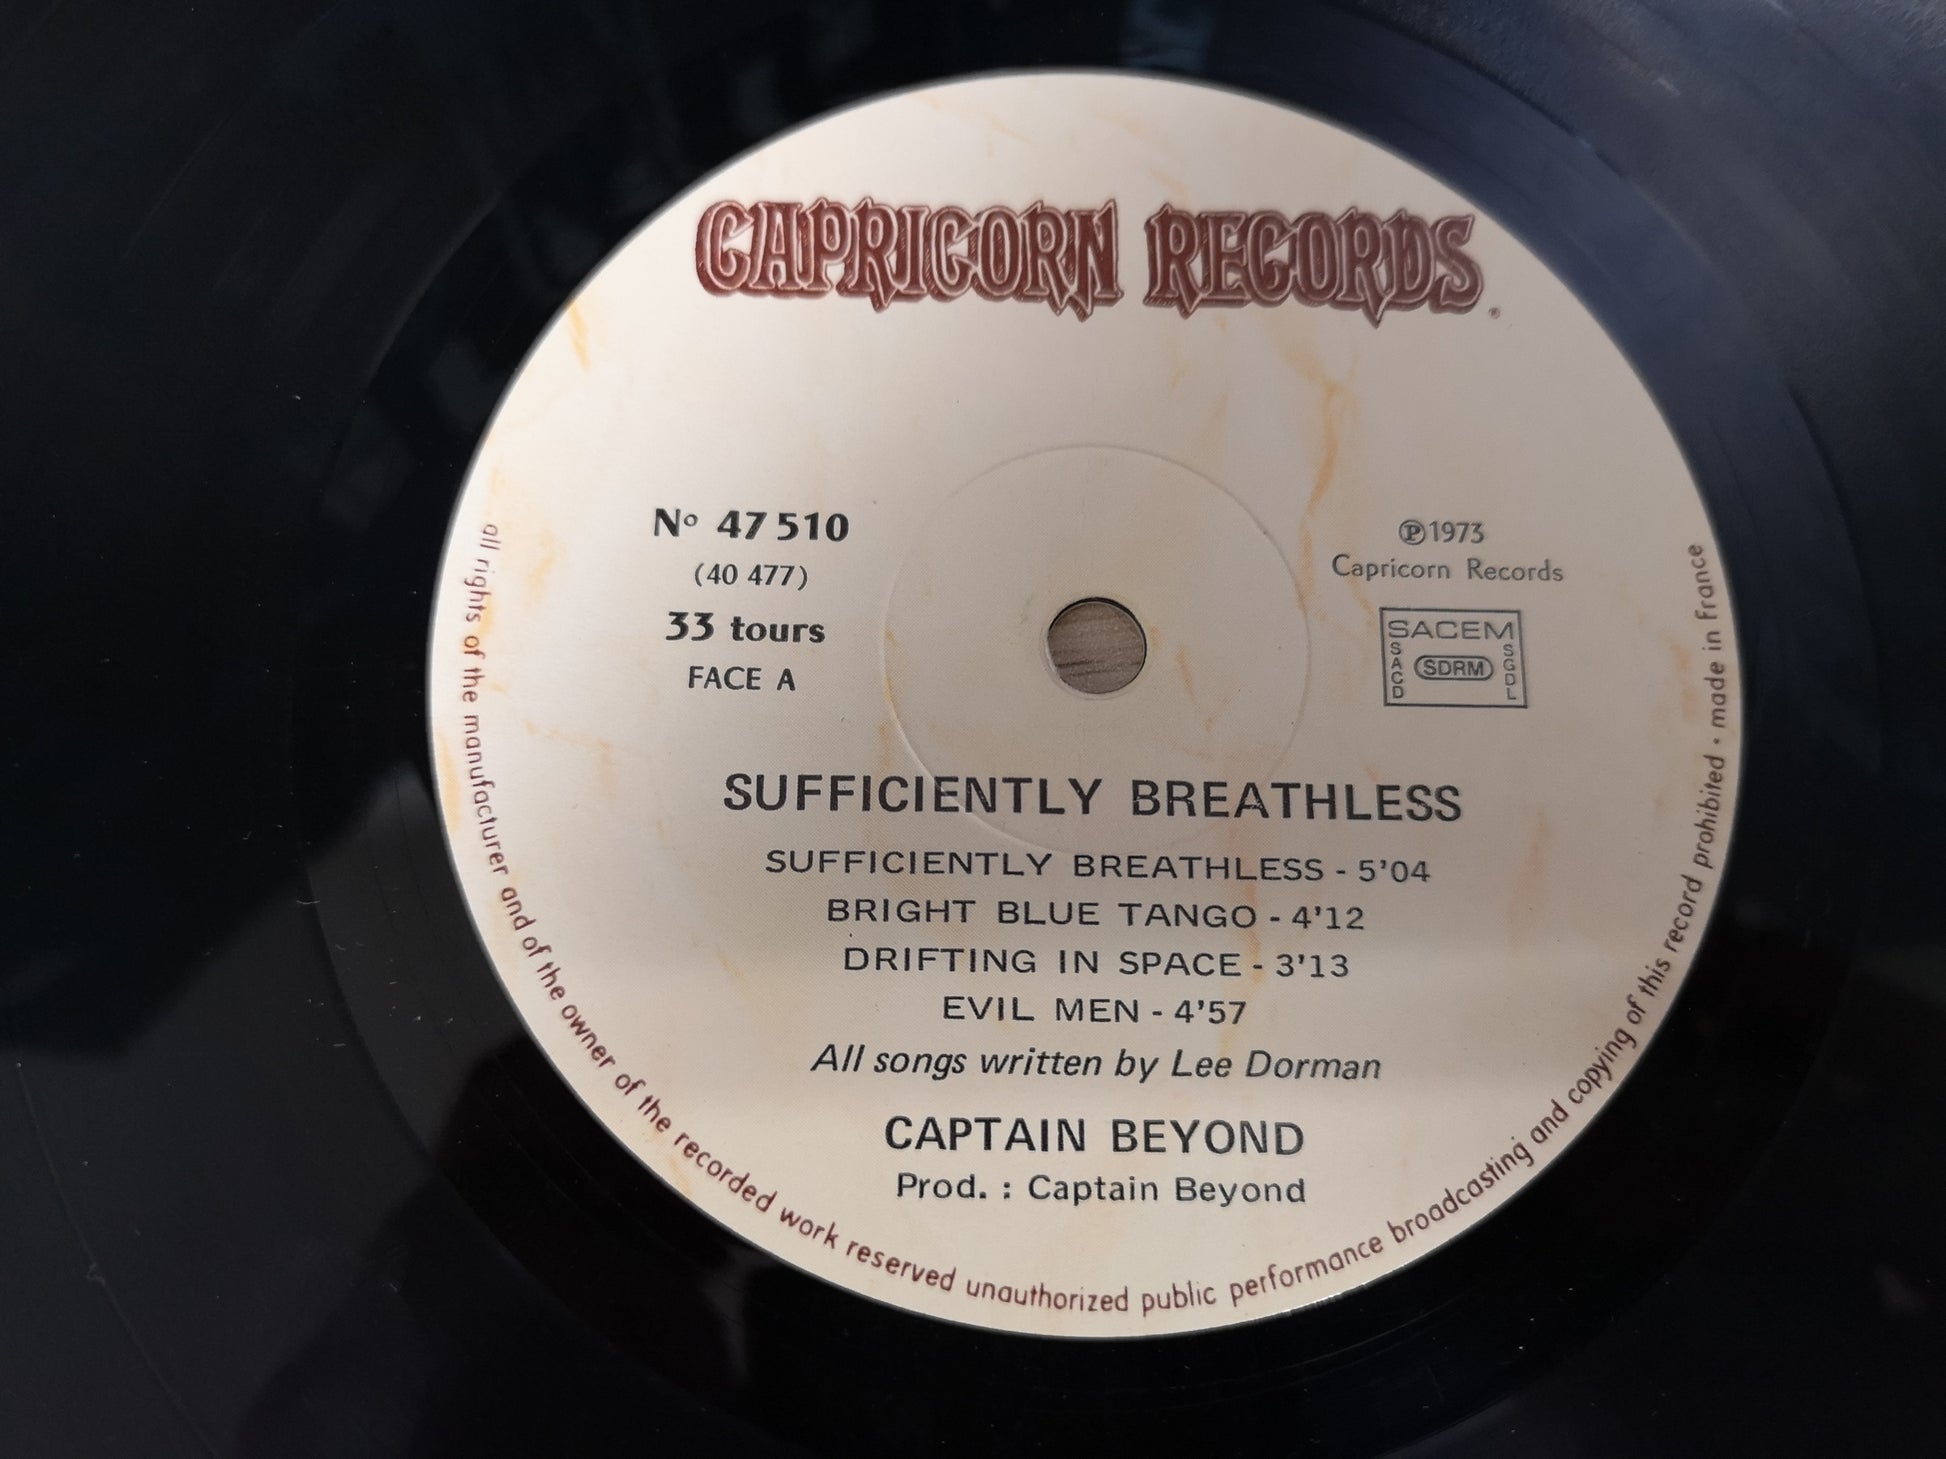 CAPRICORN RECORDS®
Nº 47 510
(40 477)
33 tours
FACE A
Ⓟ1973
Capricorn Records
SACEM
SACD
SDRM
SGDL
SUFFICIENTLY BREATHLESS
SUFFICIENTLY BREATHLESS - 5'04
BRIGHT BLUE TANGO - 4'12
DRIFTING IN SPACE - 3'13
EVIL MEN - 4'57
All songs written by Lee Dorman
CAPTAIN BEYOND
Prod. : Captain Beyond
all rights of the manufacturer and of the owner of the recorded work reserved unauthorized public performance broadcasting and copying of this record prohibited • made in France